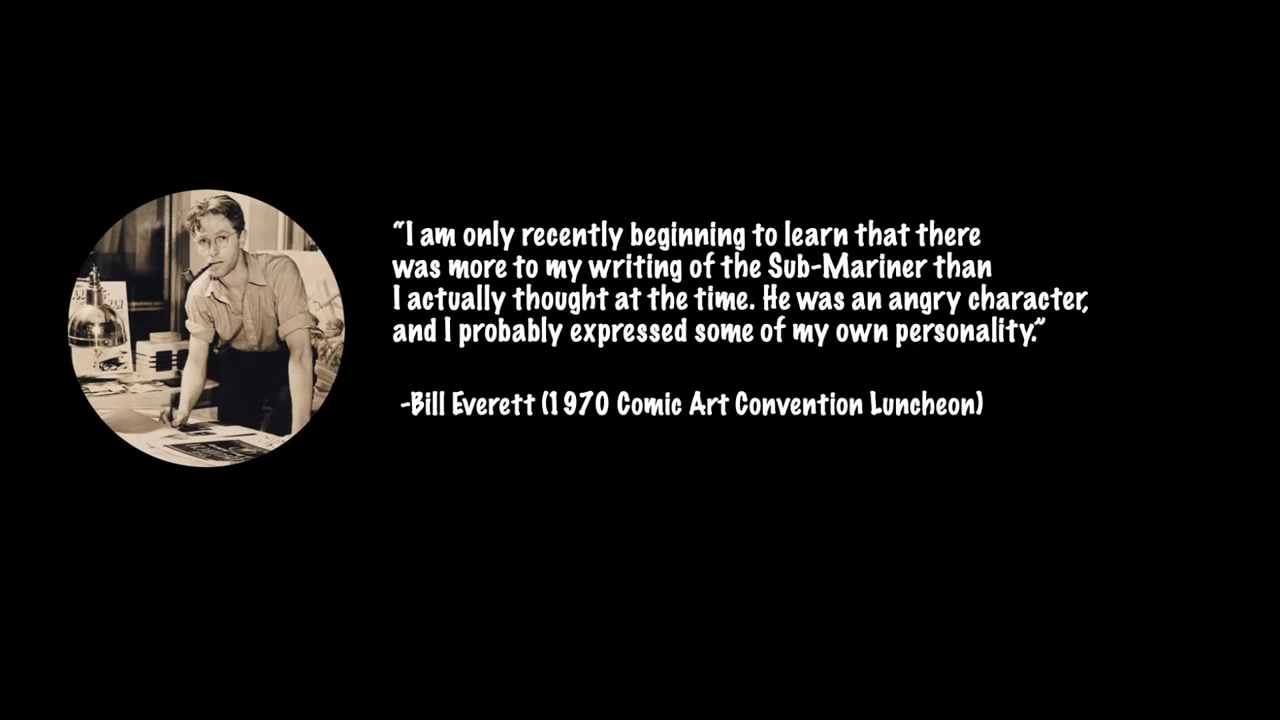 “I am only recently beginning to learn that there
was more to my writing of the Sub-Mariner than
I actually thought at the time. He was an angry character,
and I probably expressed some of my own personality.”
-Bill Everett (1970 Comic Art Convention Luncheon)